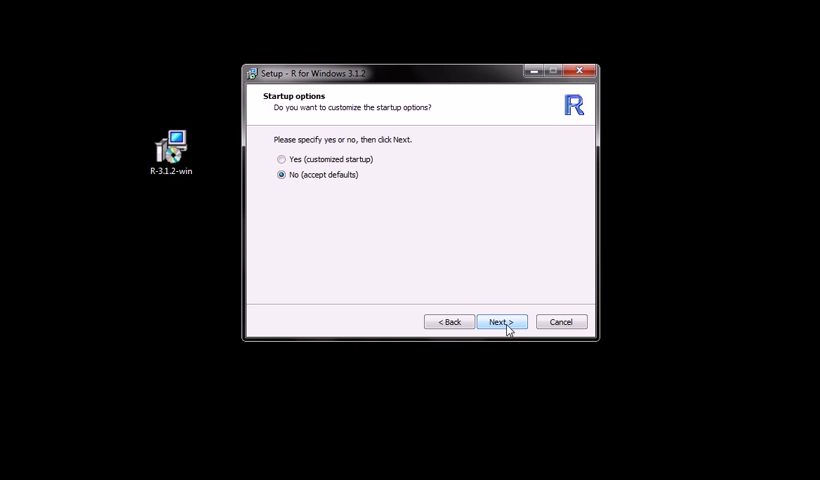 Setup - R for Windows 3.1.2
Startup options
Do you want to customize the startup options?
R
Please specify yes or no, then click Next.
Yes (customized startup)
No (accept defaults)
R-3.1.2-win
< Back
Next >
Cancel